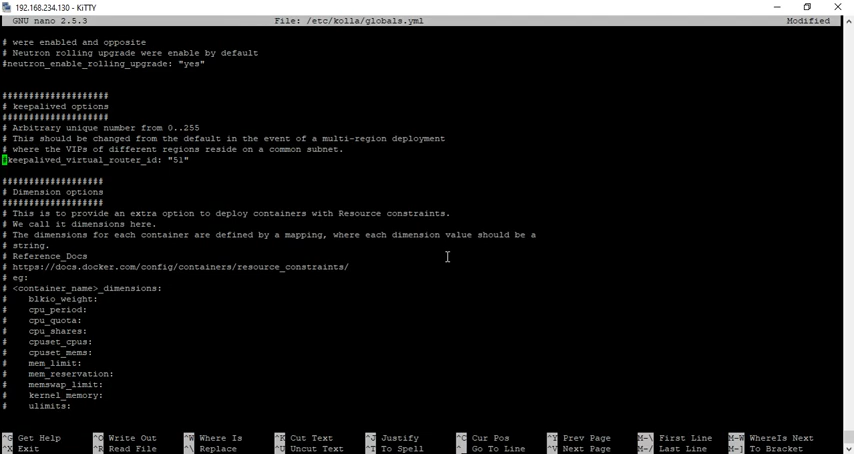 192.168.234.130 - KiTTY
GNU nano 2.5.3 File: /etc/kolla/globals.yml Modified
# were enabled and opposite
# Neutron rolling upgrade were enable by default
#neutron_enable_rolling_upgrade: "yes"
####################
# keepalived options
####################
# Arbitrary unique number from 0..255
# This should be changed from the default in the event of a multi-region deployment
# where the VIPs of different regions reside on a common subnet.
#keepalived_virtual_router_id: "51"
###################
# Dimension options
###################
# This is to provide an extra option to deploy containers with Resource constraints.
# We call it dimensions here.
# The dimensions for each container are defined by a mapping, where each dimension value should be a
# string.
# Reference_Docs
# https://docs.docker.com/config/containers/resource_constraints/
# eg:
# <container_name>_dimensions:
#    blkio_weight:
#    cpu_period:
#    cpu_quota:
#    cpu_shares:
#    cpuset_cpus:
#    cpuset_mems:
#    mem_limit:
#    mem_reservation:
#    memswap_limit:
#    kernel_memory:
#    ulimits:
^G Get Help ^O Write Out ^W Where Is ^K Cut Text ^J Justify ^C Cur Pos ^Y Prev Page M-\ First Line M-W WhereIs Next
^X Exit ^R Read File ^\ Replace ^U Uncut Text ^T To Spell ^_ Go To Line ^V Next Page M-/ Last Line M-] To Bracket